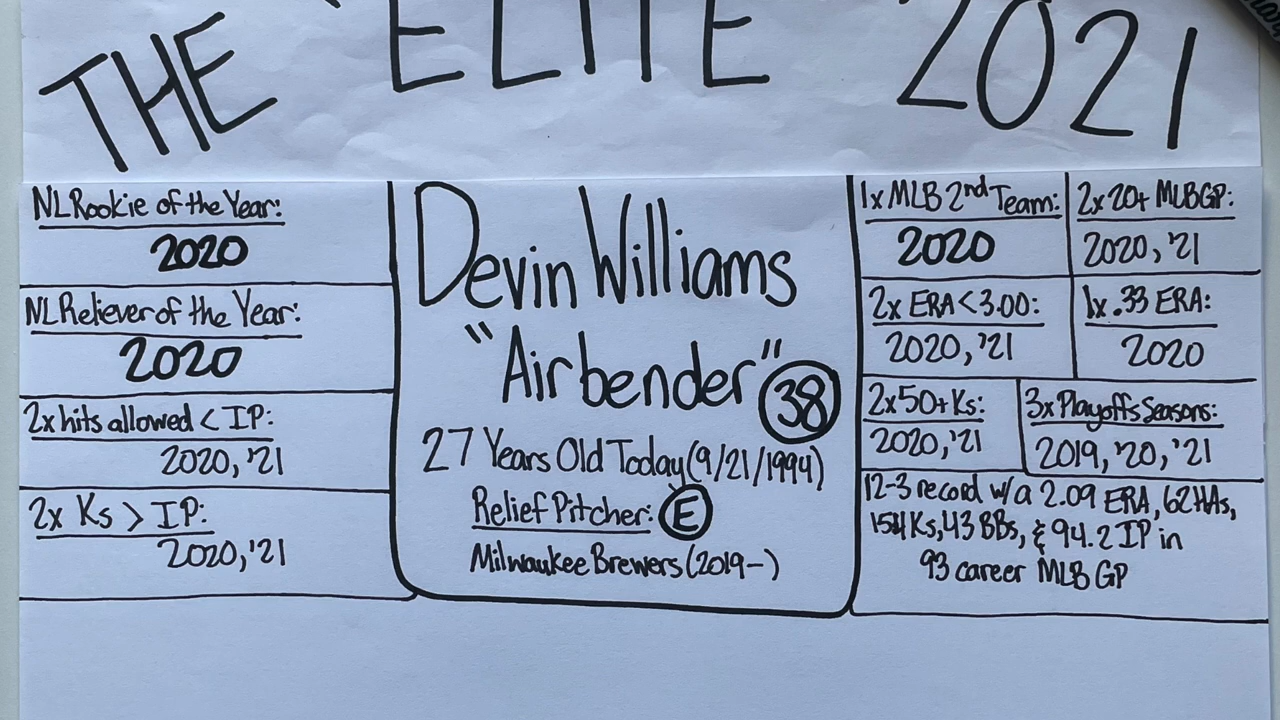 THE ELITE 2021
NL Rookie of the Year:
2020
NL Reliever of the Year:
2020
2x hits allowed < IP:
2020, '21
2x Ks > IP:
2020, '21
Devin Williams
"Airbender"
38
27 Years Old Today (9/21/1994)
Relief Pitcher: E
Milwaukee Brewers (2019-)
1x MLB 2nd Team:
2020
2x 20+ MLB GP:
2020, '21
2x ERA < 3.00:
2020, '21
1x .33 ERA:
2020
2x 50+ Ks:
2020, '21
3x Playoffs Seasons:
2019, '20, '21
12-3 record w/a 2.09 ERA, 62 HAs,
154 Ks, 43 BBs, & 94.2 IP in
93 career MLB GP